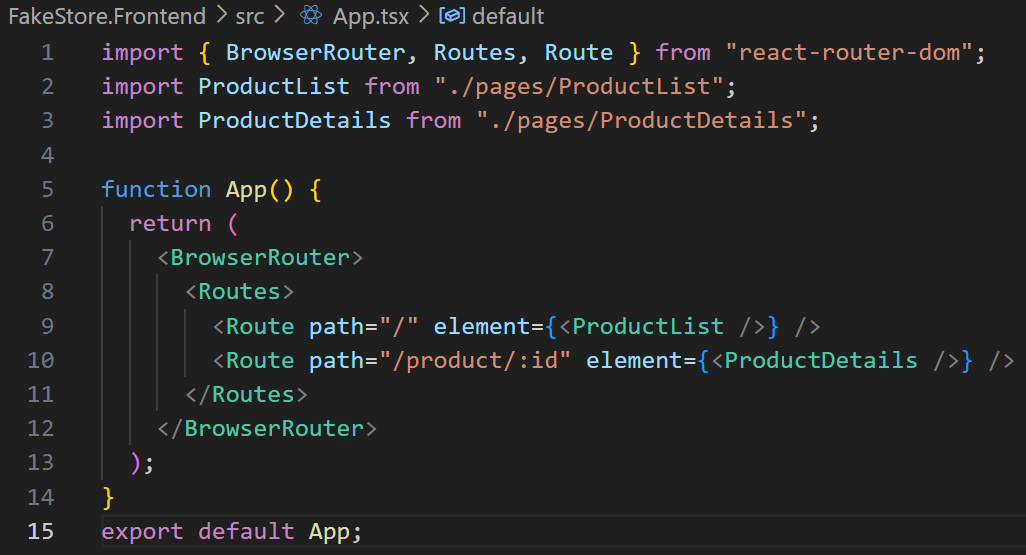 FakeStore.Frontend > src > App.tsx > default
1 import { BrowserRouter, Routes, Route } from "react-router-dom";
2 import ProductList from "./pages/ProductList";
3 import ProductDetails from "./pages/ProductDetails";
4
5 function App() {
6   return (
7     <BrowserRouter>
8       <Routes>
9         <Route path="/" element={<ProductList />} />
10         <Route path="/product/:id" element={<ProductDetails />} />
11       </Routes>
12     </BrowserRouter>
13   );
14 }
15 export default App;